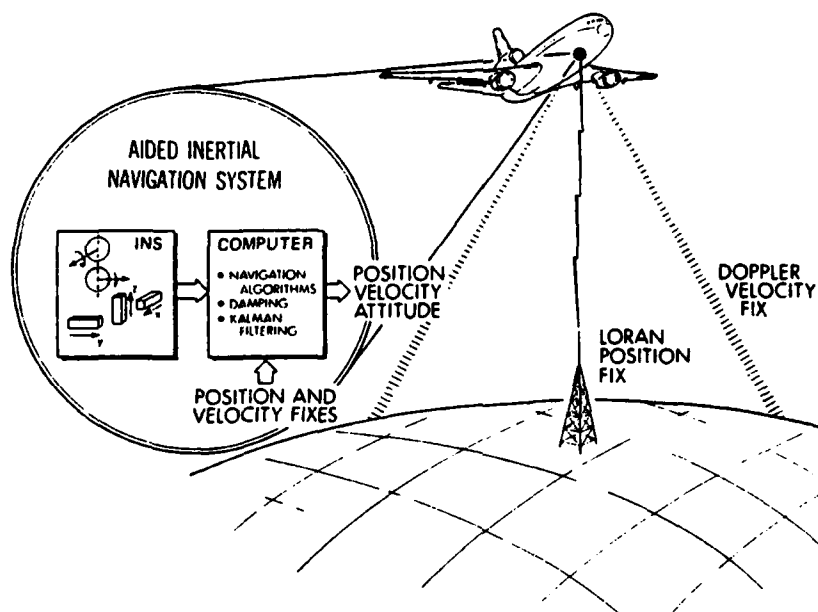 AIDED INERTIAL
NAVIGATION SYSTEM
INS
z
x
y
COMPUTER
• NAVIGATION
ALGORITHMS
• DAMPING
• KALMAN
FILTERING
POSITION
VELOCITY
ATTITUDE
POSITION AND
VELOCITY FIXES
LORAN
POSITION
FIX
DOPPLER
VELOCITY
FIX